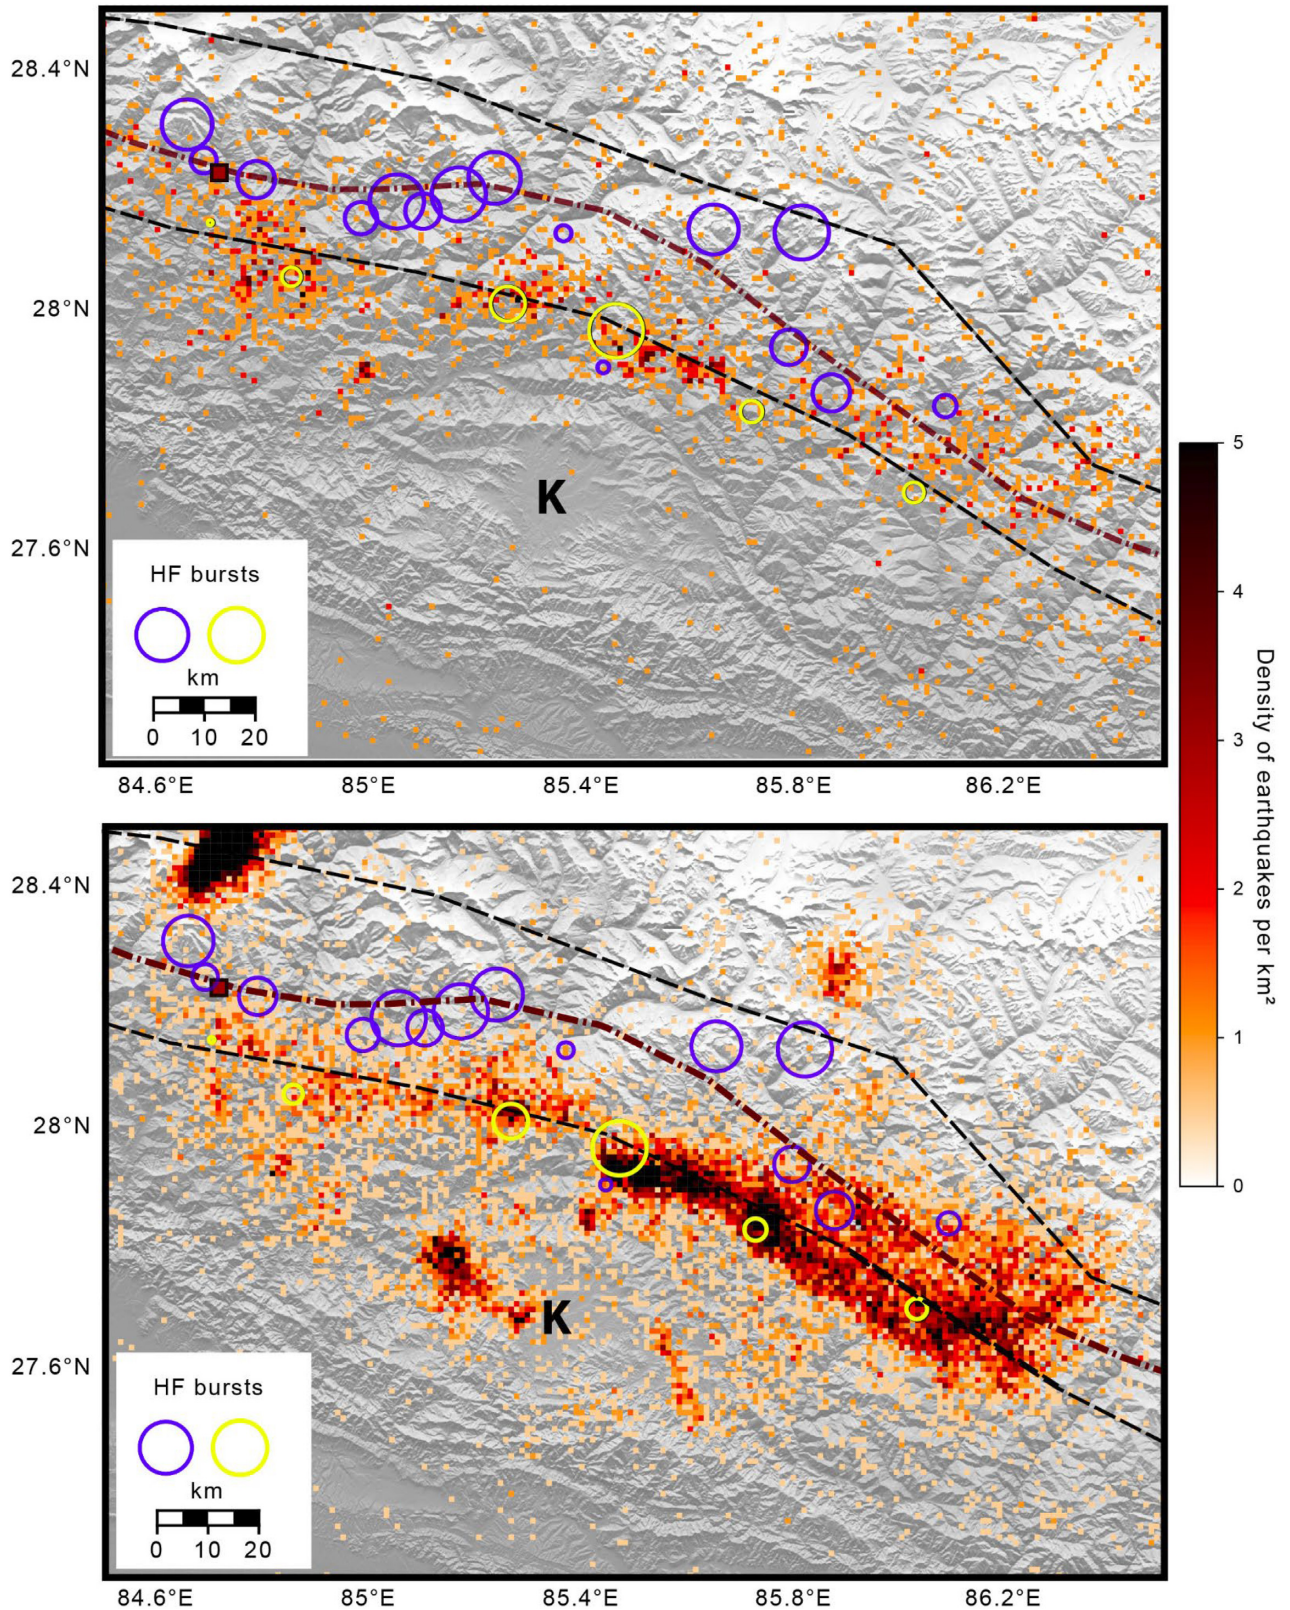 28.4°N
28°N
27.6°N
K
HF bursts
km
0 10 20
84.6°E 85°E 85.4°E 85.8°E 86.2°E
5
4
3
2
1
0
Density of earthquakes per km²
28.4°N
28°N
27.6°N
K
HF bursts
km
0 10 20
84.6°E 85°E 85.4°E 85.8°E 86.2°E